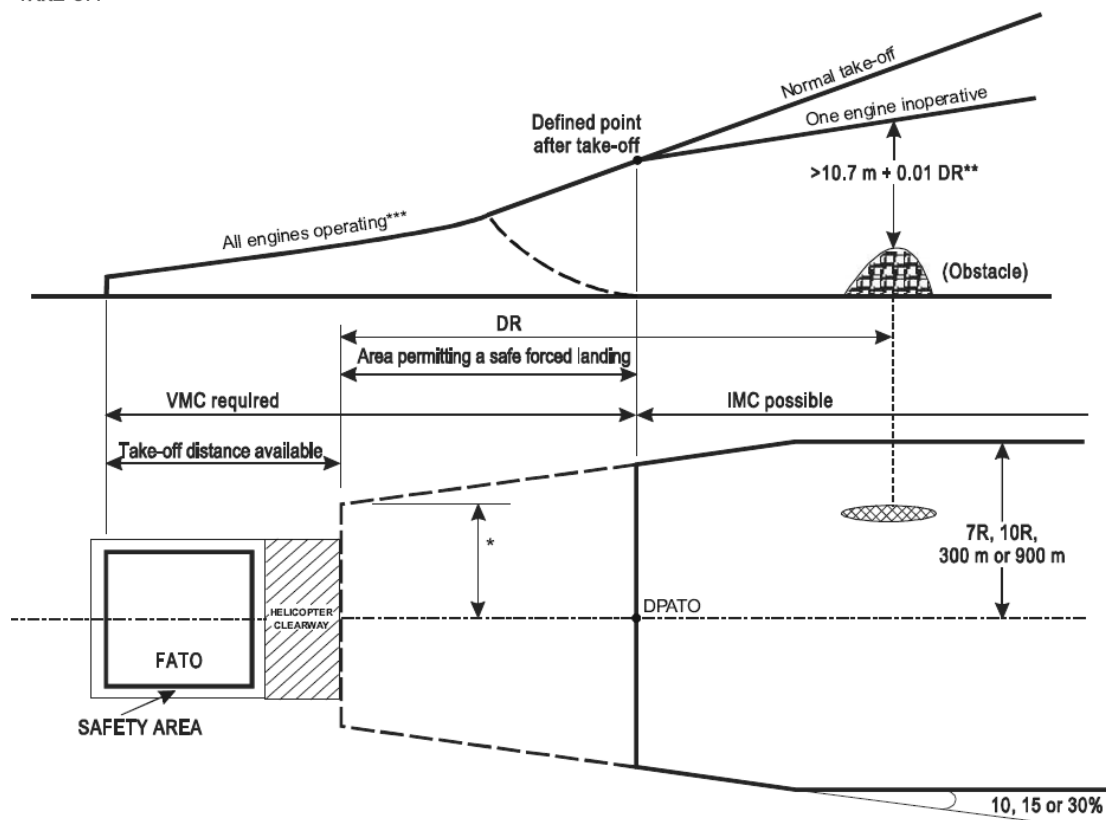 Normal take-off
One engine inoperative
Defined point
after take-off
>10.7 m + 0.01 DR**
All engines operating***
(Obstacle)
DR
Area permitting a safe forced landing
VMC required
IMC possible
Take-off distance available
*
7R, 10R,
300 m or 900 m
DPATO
HELICOPTER
CLEARWAY
FATO
SAFETY AREA
10, 15 or 30%